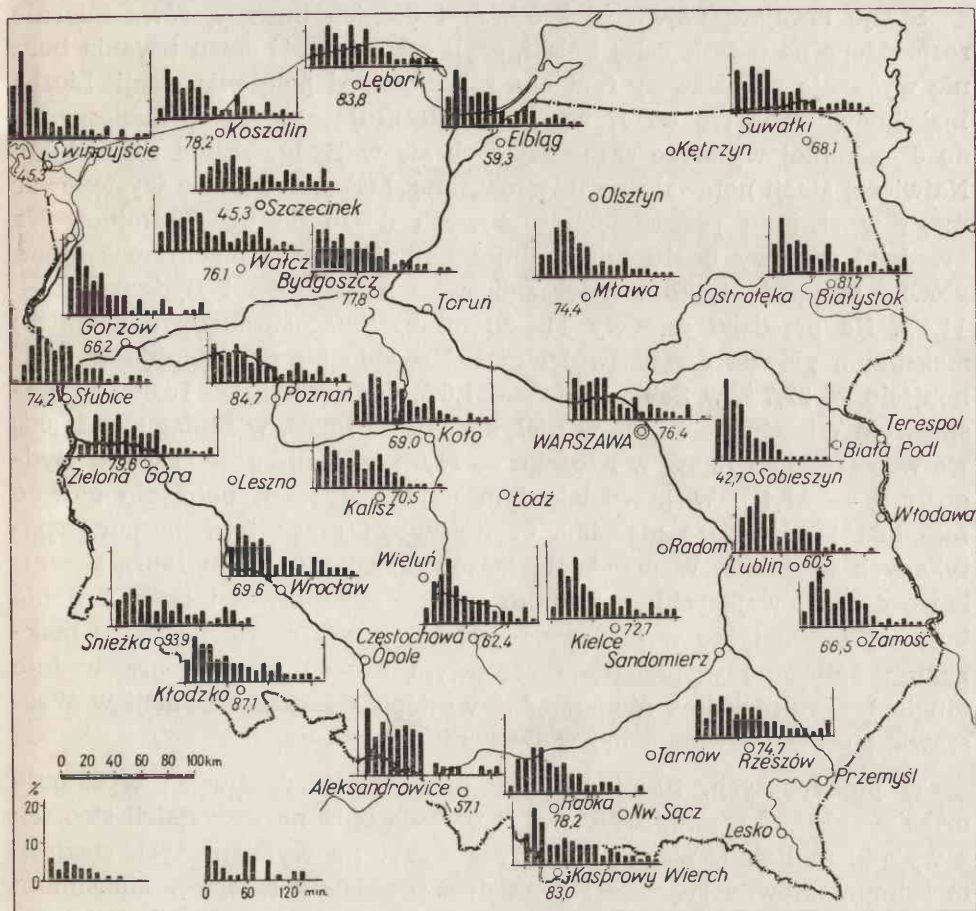 Lębork
83,8
Koszalin
78,2
Świnoujście
45,3
Elbląg
59,3
Suwałki
68,1
Kętrzyn
Szczecinek
45,3
Olsztyn
Wałcz
76,1
Bydgoszcz
77,8
Toruń
Mława
74,4
Ostrołęka
Białystok
81,7
Gorzów
66,2
Słubice
74,2
Poznań
84,7
Koło
69,0
WARSZAWA
76,4
Terespol
Biała Podl
Sobieszyn
42,7
Zielona Góra
79,6
Leszno
Kalisz
70,5
Łódź
Włodawa
Radom
Lublin
60,5
Wrocław
69,6
Wieluń
Śnieżka
93,9
Częstochowa
62,4
Kielce
72,7
Zamość
66,5
Opole
Sandomierz
Kłodzko
87,1
Rzeszów
74,7
Tarnów
Przemyśl
0 20 40 60 80 100km
Aleksandrowice
57,1
Rabka
78,2
Nw. Sącz
Lesko
Kasprowy Wierch
83,0
%
20
10
0
0 60 120 min.